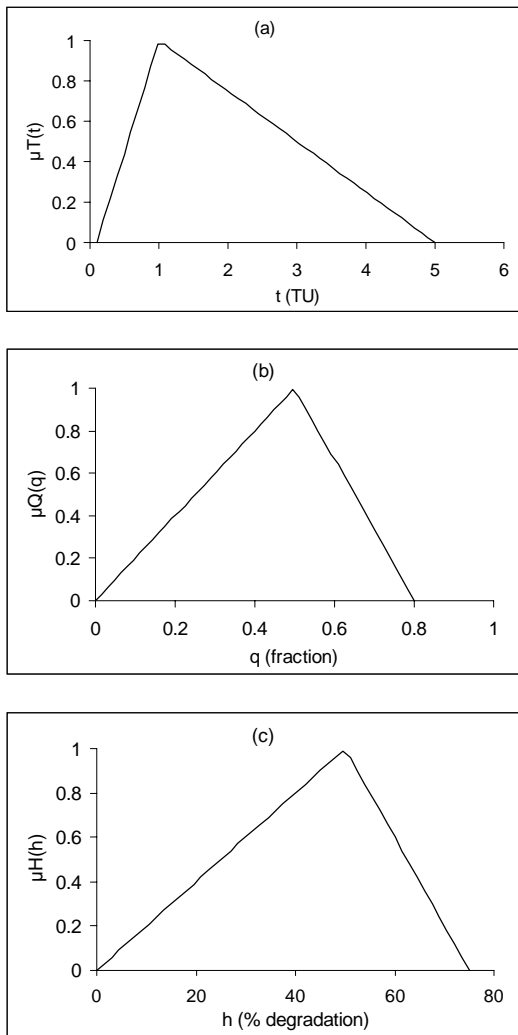 (a)
1
0.8
0.6
0.4
0.2
0
µT(t)
0 1 2 3 4 5 6
t (TU)
(b)
1
0.8
0.6
0.4
0.2
0
µQ(q)
0 0.2 0.4 0.6 0.8 1
q (fraction)
(c)
1
0.8
0.6
0.4
0.2
0
µH(h)
0 20 40 60 80
h (% degradation)